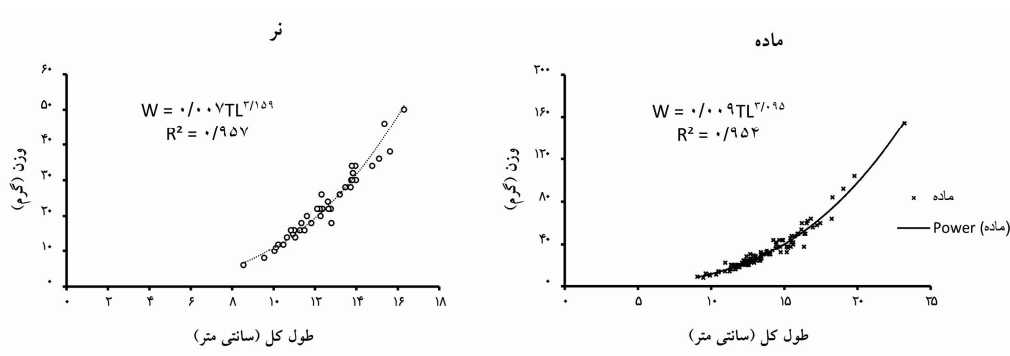 نر
۶۰
۵۰
۴۰
۳۰
۲۰
۱۰
۰
وزن (گرم)
W = ۰/۰۰۷TL^۳/۱۵۹
R² = ۰/۹۵۷
۰ ۲ ۴ ۶ ۸ ۱۰ ۱۲ ۱۴ ۱۶ ۱۸
طول کل (سانتی متر)
ماده
۲۰۰
۱۶۰
۱۲۰
۸۰
۴۰
۰
وزن (گرم)
W = ۰/۰۰۹TL^۳/۰۹۵
R² = ۰/۹۵۴
۰ ۵ ۱۰ ۱۵ ۲۰ ۲۵
طول کل (سانتی متر)
ماده
Power (ماده)